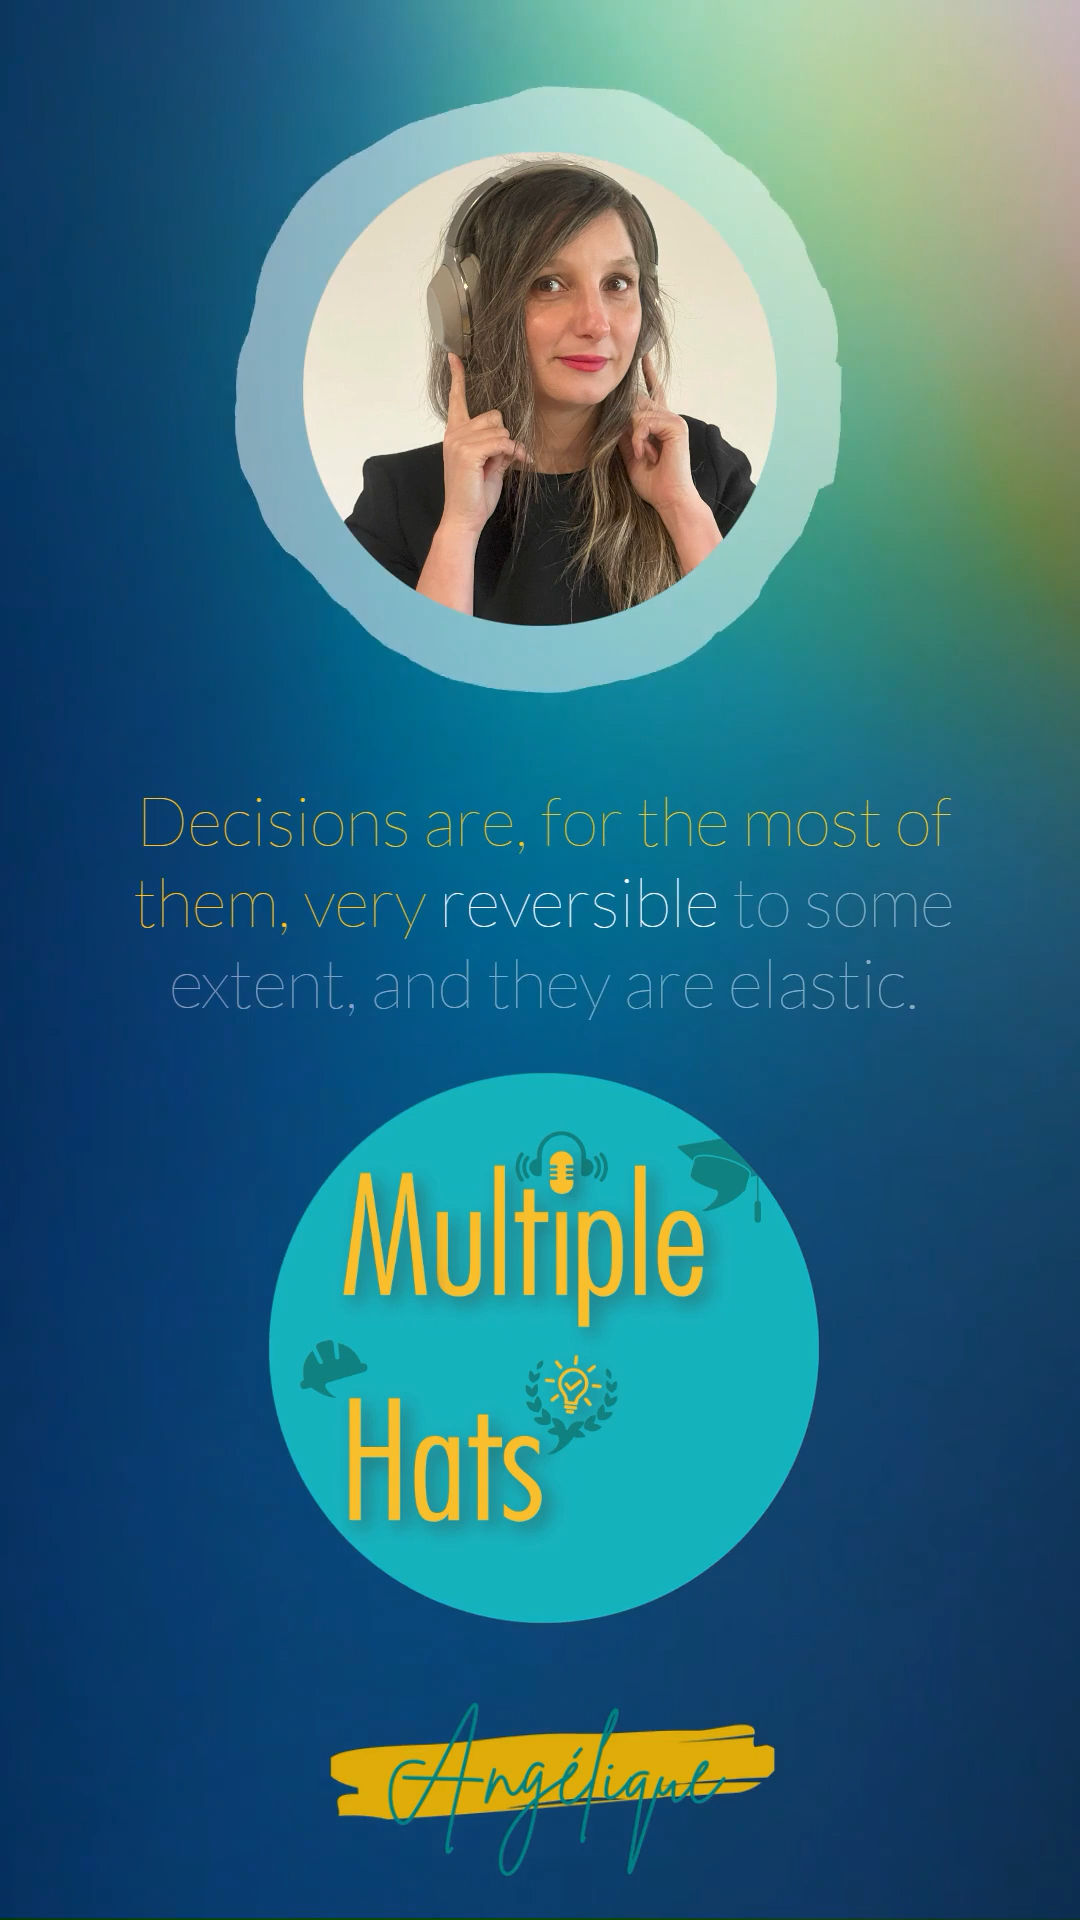 Decisions are, for the most of
them, very reversible to some
extent, and they are elastic.
Multiple
Hats
Angélique